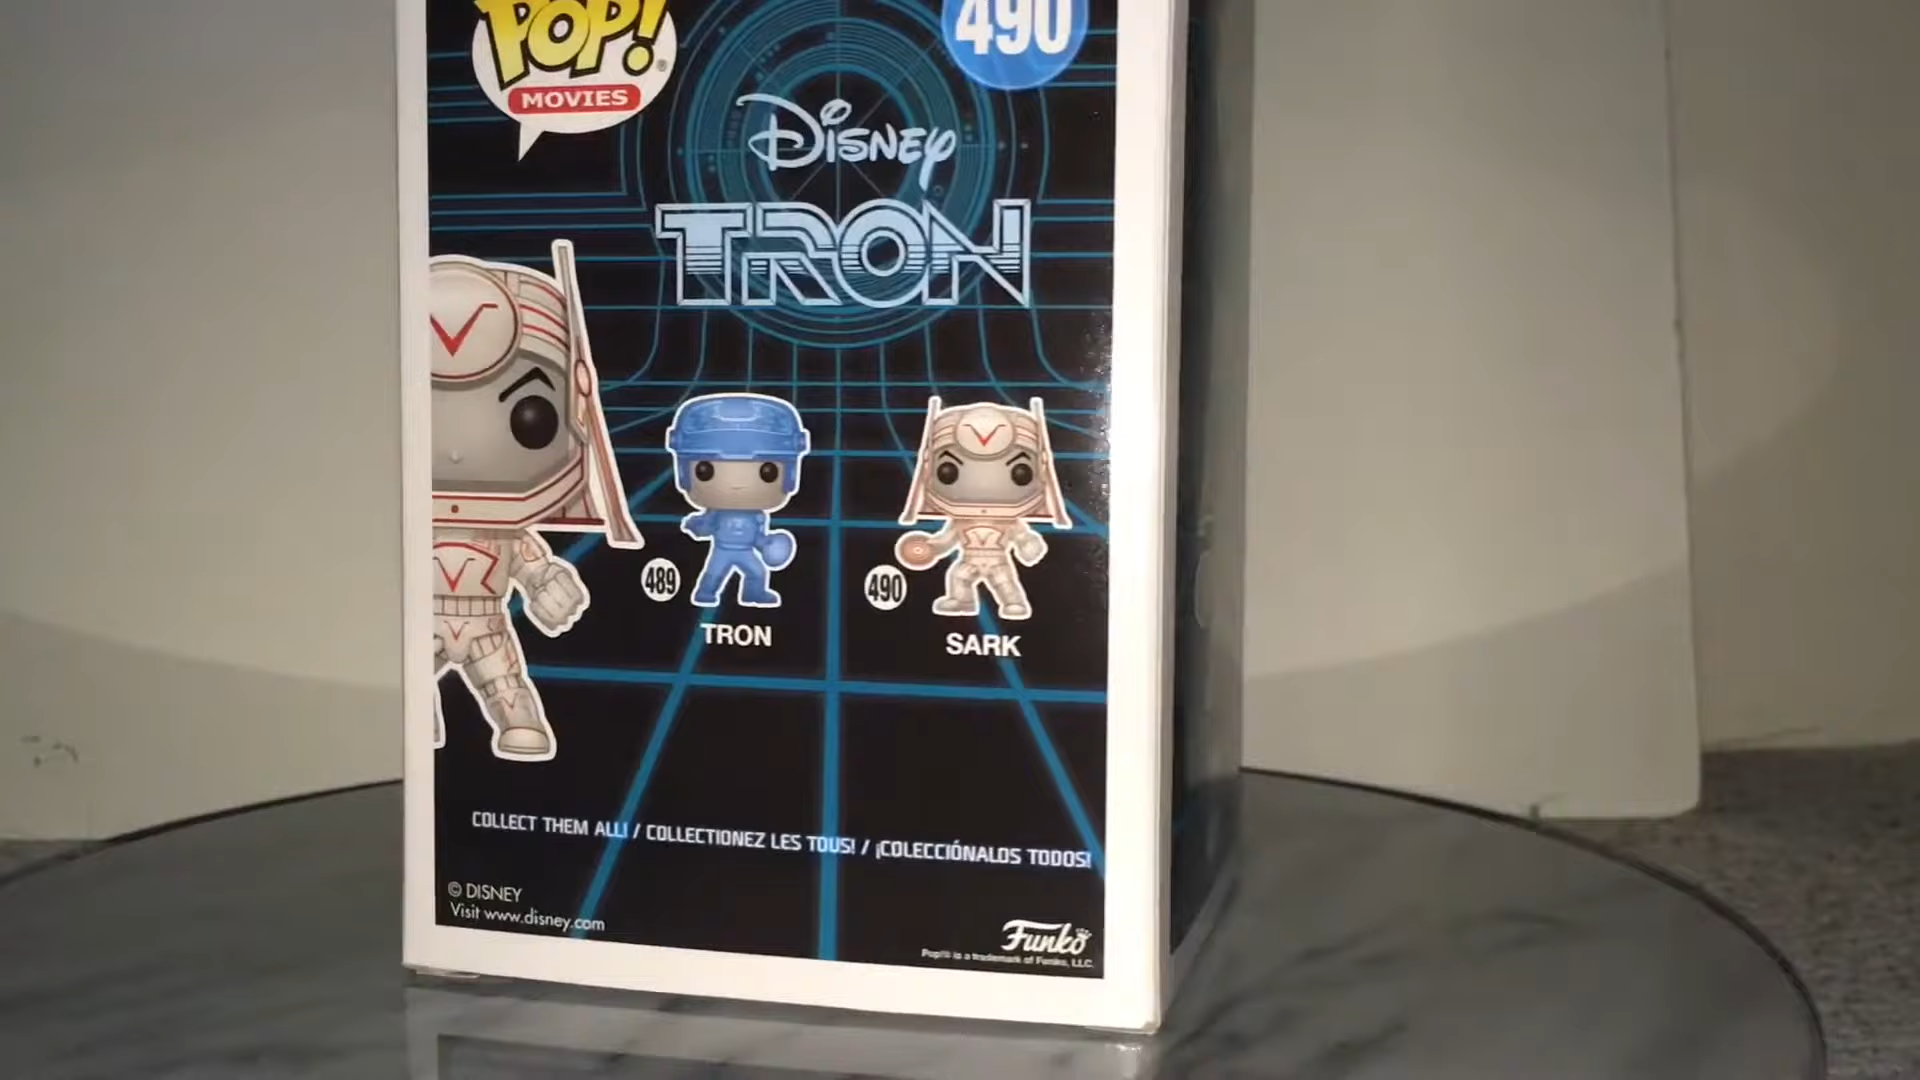 POP!
MOVIES
490
Disney
TRON
489
TRON
490
SARK
COLLECT THEM ALL! / COLLECTIONEZ LES TOUS! / ¡COLECCIÓNALOS TODOS!
© DISNEY
Visit www.disney.com
Funko
Pop!® is a trademark of Funko, LLC.